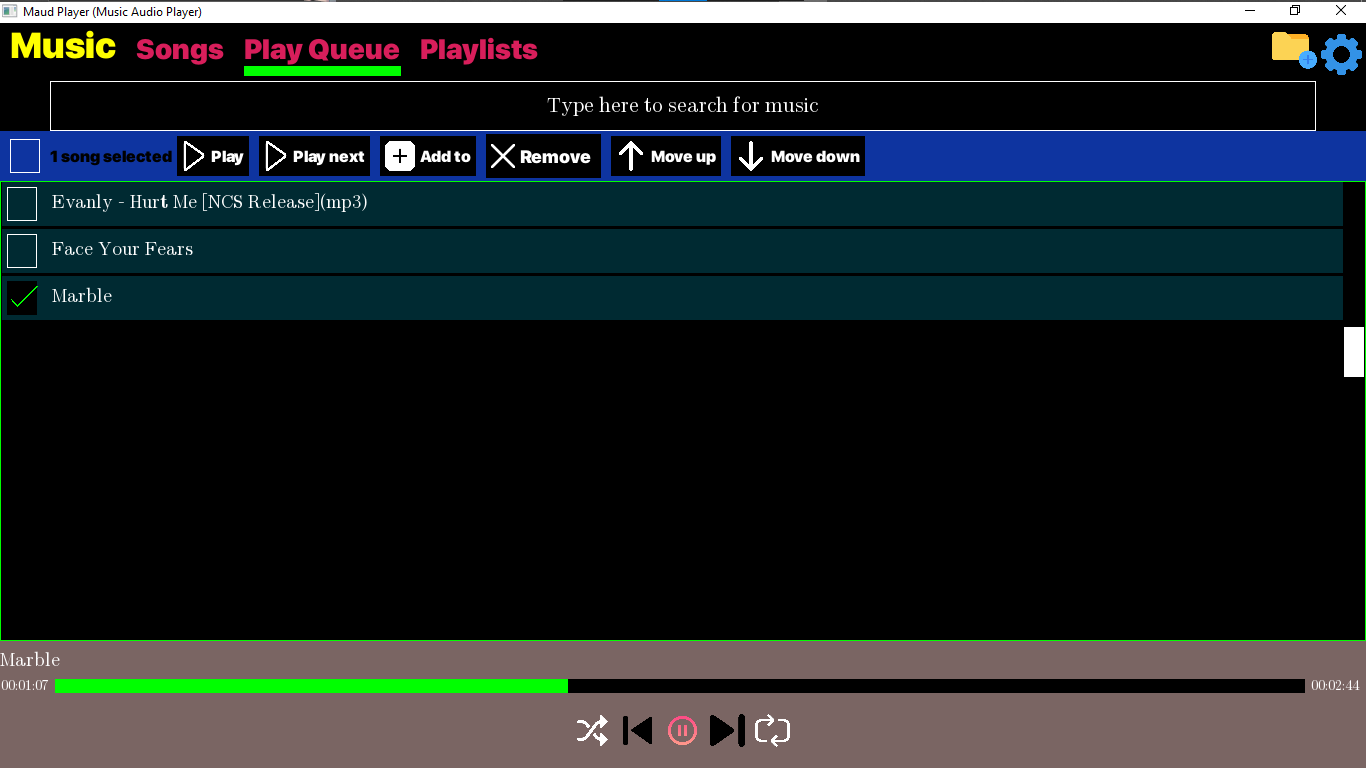 Maud Player (Music Audio Player)
Music Songs Play Queue Playlists
Type here to search for music
1 song selected Play Play next Add to Remove Move up Move down
Evanly - Hurt Me [NCS Release](mp3)
Face Your Fears
Marble
Marble
00:01:07 00:02:44